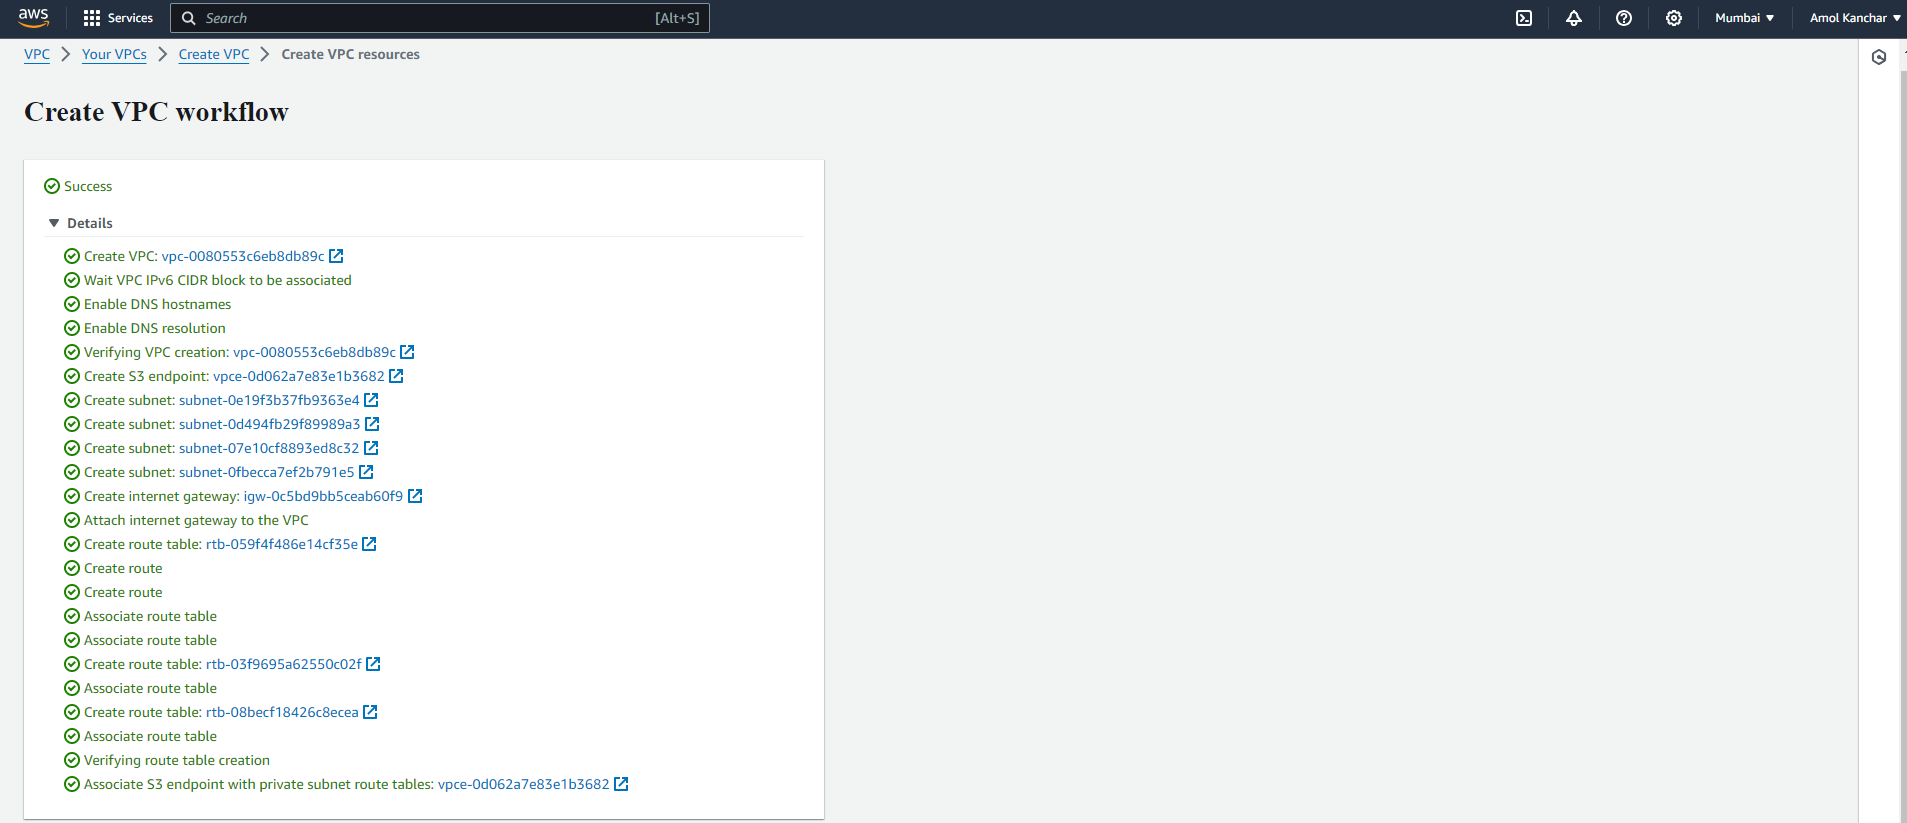 aws Services Search [Alt+S] Mumbai Amol Kanchar
VPC Your VPCs Create VPC Create VPC resources
Create VPC workflow
Success
Details
Create VPC: vpc-0080553c6eb8db89c
Wait VPC IPv6 CIDR block to be associated
Enable DNS hostnames
Enable DNS resolution
Verifying VPC creation: vpc-0080553c6eb8db89c
Create S3 endpoint: vpce-0d062a7e83e1b3682
Create subnet: subnet-0e19f3b37fb9363e4
Create subnet: subnet-0d494fb29f89989a3
Create subnet: subnet-07e10cf8893ed8c32
Create subnet: subnet-0fbecca7ef2b791e5
Create internet gateway: igw-0c5bd9bb5ceab60f9
Attach internet gateway to the VPC
Create route table: rtb-059f4f486e14cf35e
Create route
Create route
Associate route table
Associate route table
Create route table: rtb-03f9695a62550c02f
Associate route table
Create route table: rtb-08becf18426c8ecea
Associate route table
Verifying route table creation
Associate S3 endpoint with private subnet route tables: vpce-0d062a7e83e1b3682